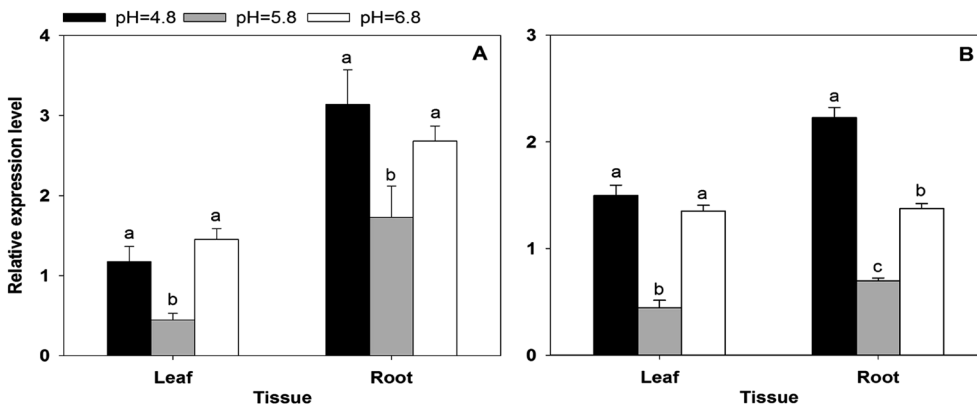 pH=4.8 pH=5.8 pH=6.8
A
B
Relative expression level
4
3
2
1
0
a
b
a
a
b
a
Leaf Root
Tissue
3
2
1
0
a
b
a
a
c
b
Leaf Root
Tissue